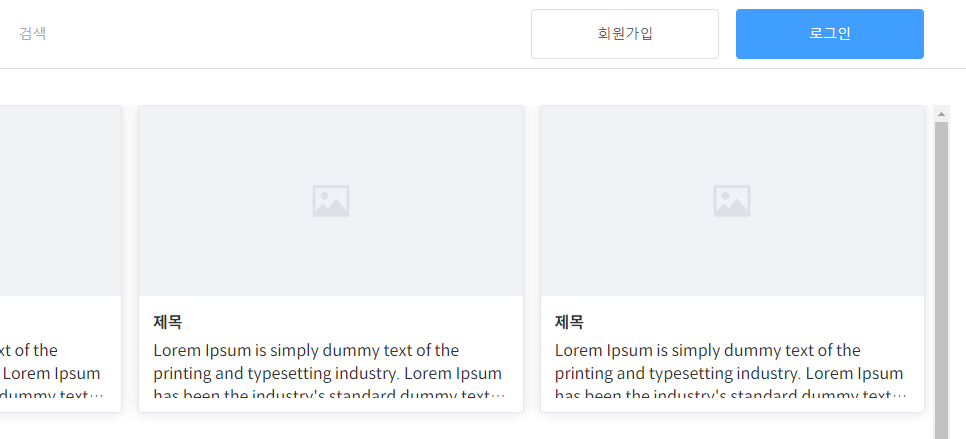 검색
회원가입
로그인
xt of the
Lorem Ipsum
dummy text…
제목
Lorem Ipsum is simply dummy text of the
printing and typesetting industry. Lorem Ipsum
has been the industry's standard dummy text…
제목
Lorem Ipsum is simply dummy text of the
printing and typesetting industry. Lorem Ipsum
has been the industry's standard dummy text…